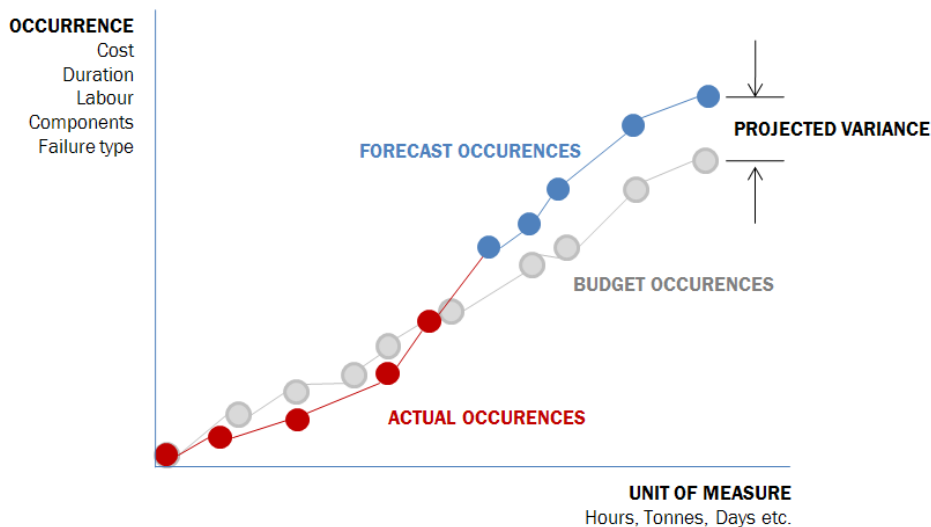 OCCURRENCE
Cost
Duration
Labour
Components
Failure type
FORECAST OCCURENCES
PROJECTED VARIANCE
BUDGET OCCURENCES
ACTUAL OCCURENCES
UNIT OF MEASURE
Hours, Tonnes, Days etc.